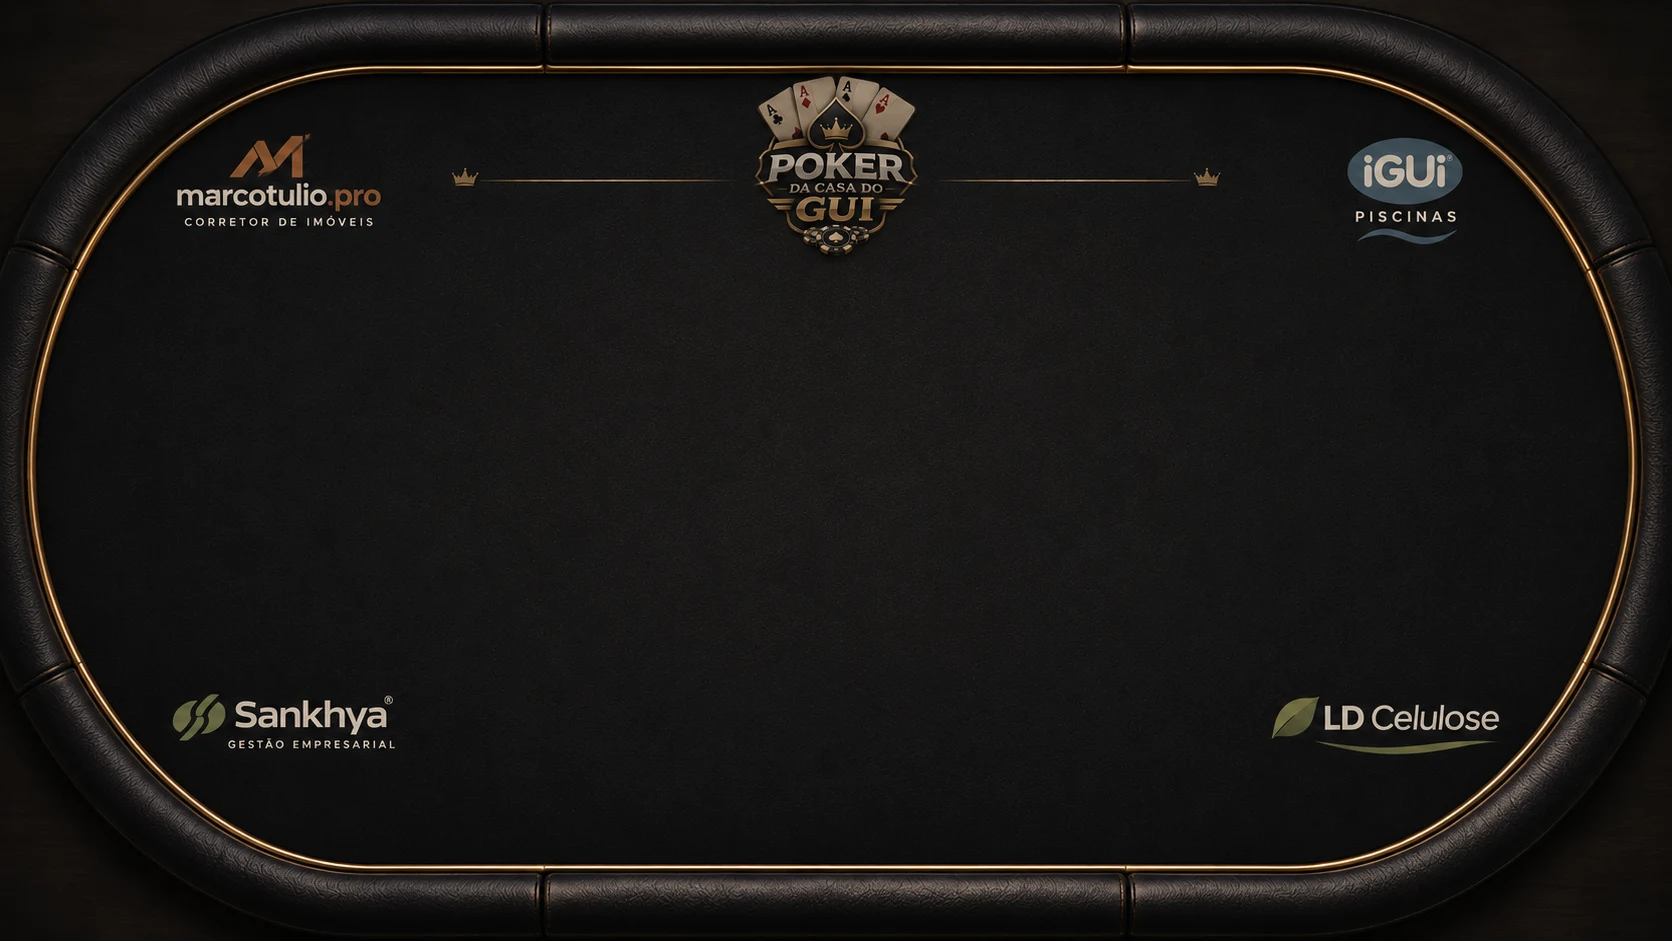 A
A
A
A
marcotulio.pro
CORRETOR DE IMÓVEIS
POKER
DA CASA DO
GUI
iGUi®
PISCINAS
Sankhya®
GESTÃO EMPRESARIAL
LD Celulose